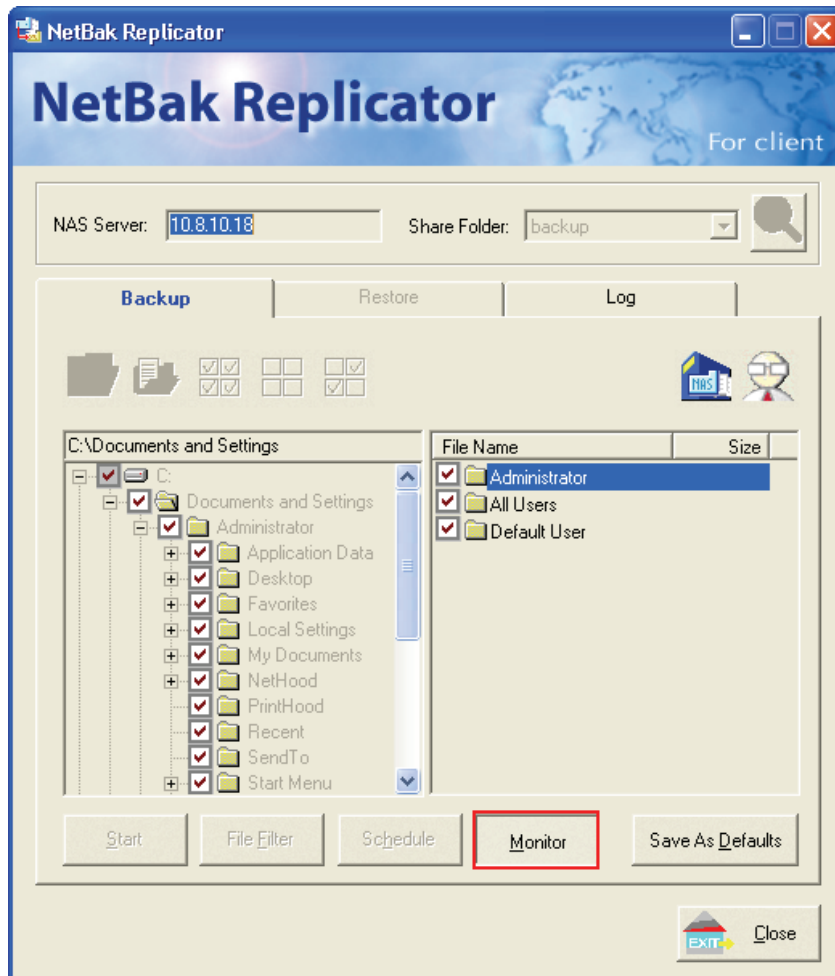 NetBak Replicator
NetBak Replicator
For client
NAS Server: 10.8.10.18 Share Folder: backup
Backup Restore Log
NAS
C:\Documents and Settings
C:
Documents and Settings
Administrator
Application Data
Desktop
Favorites
Local Settings
My Documents
NetHood
PrintHood
Recent
SendTo
Start Menu
File Name Size
Administrator
All Users
Default User
Start File Filter Schedule Monitor Save As Defaults
EXIT Close